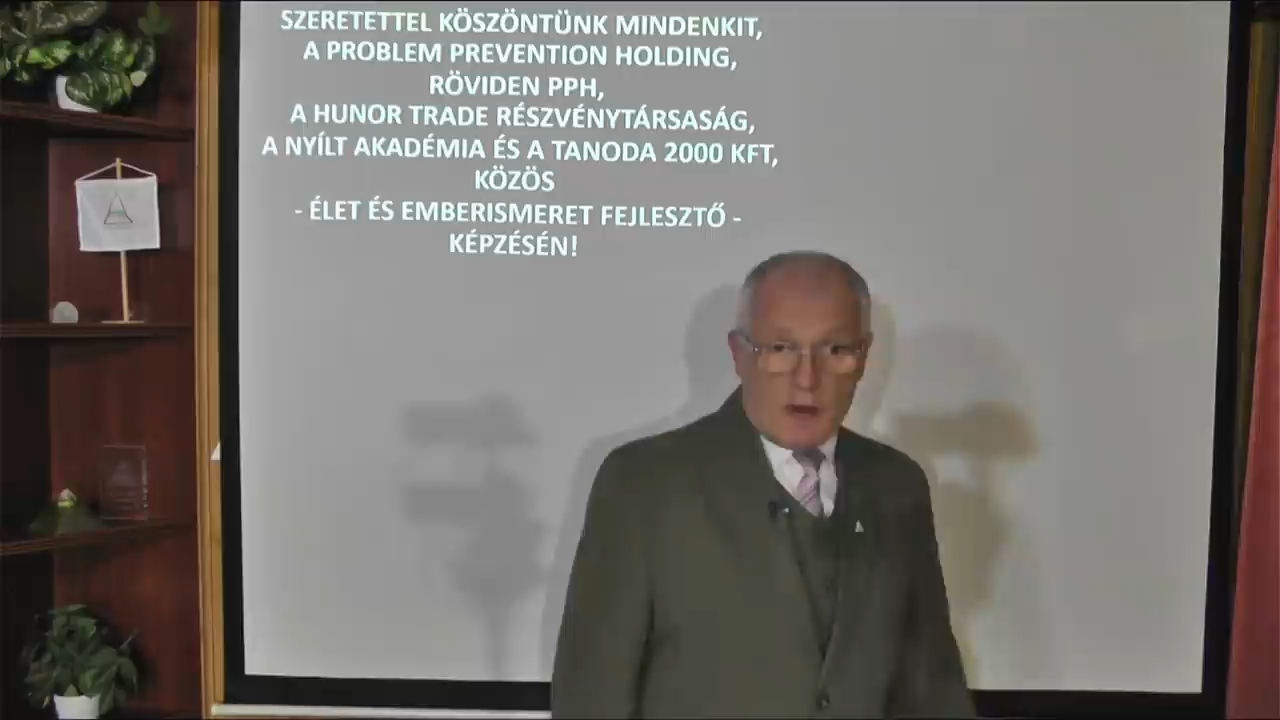 SZERETETTEL KÖSZÖNTÜNK MINDENKIT,
A PROBLEM PREVENTION HOLDING,
RÖVIDEN PPH,
A HUNOR TRADE RÉSZVÉNYTÁRSASÁG,
A NYÍLT AKADÉMIA ÉS A TANODA 2000 KFT,
KÖZÖS
- ÉLET ÉS EMBERISMERET FEJLESZTŐ -
KÉPZÉSÉN!